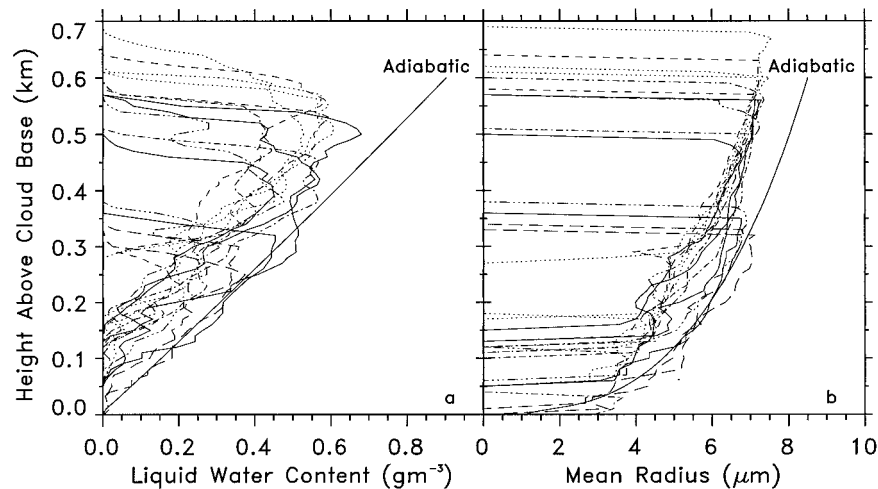 Height Above Cloud Base (km)
0.7
0.6
0.5
0.4
0.3
0.2
0.1
0.0
Adiabatic
a
0.0 0.2 0.4 0.6 0.8
Liquid Water Content (gm⁻³)
Adiabatic
b
0 2 4 6 8 10
Mean Radius (μm)